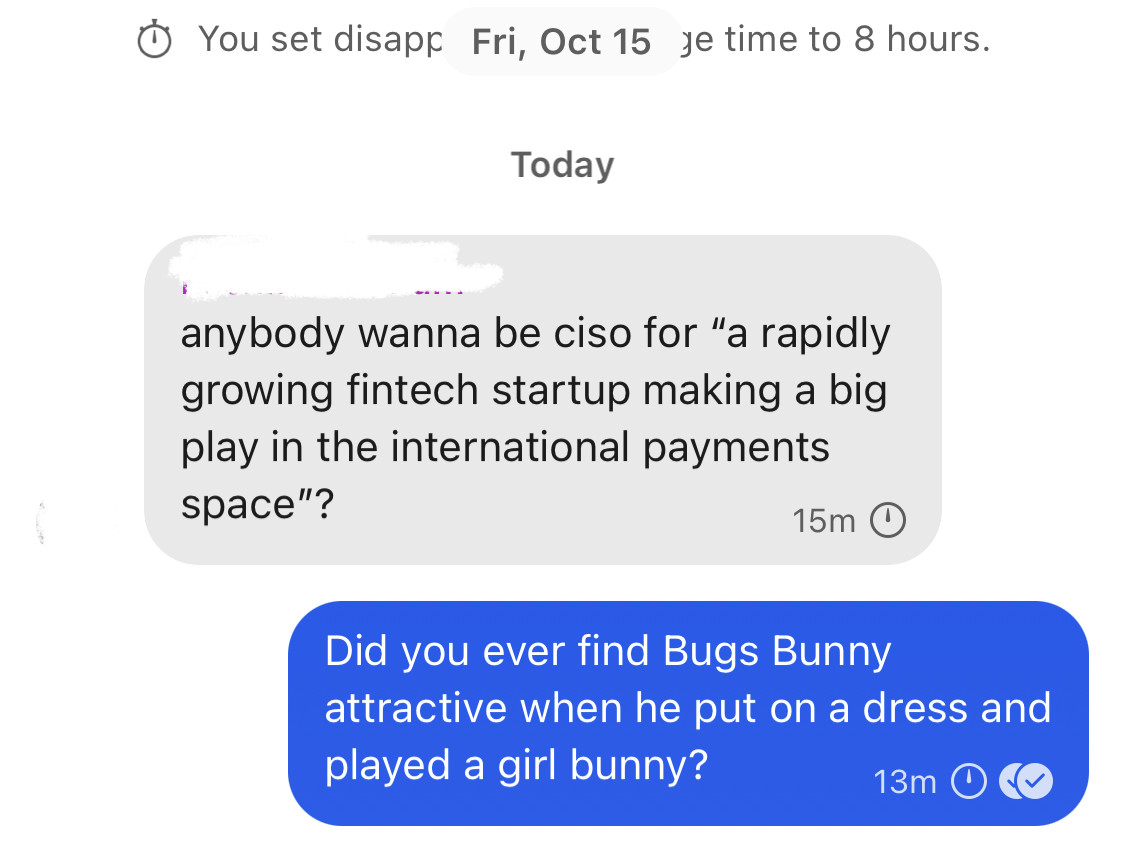 You set disapp
Fri, Oct 15
ge time to 8 hours.
Today
anybody wanna be ciso for “a rapidly
growing fintech startup making a big
play in the international payments
space”?
15m
Did you ever find Bugs Bunny
attractive when he put on a dress and
played a girl bunny?
13m